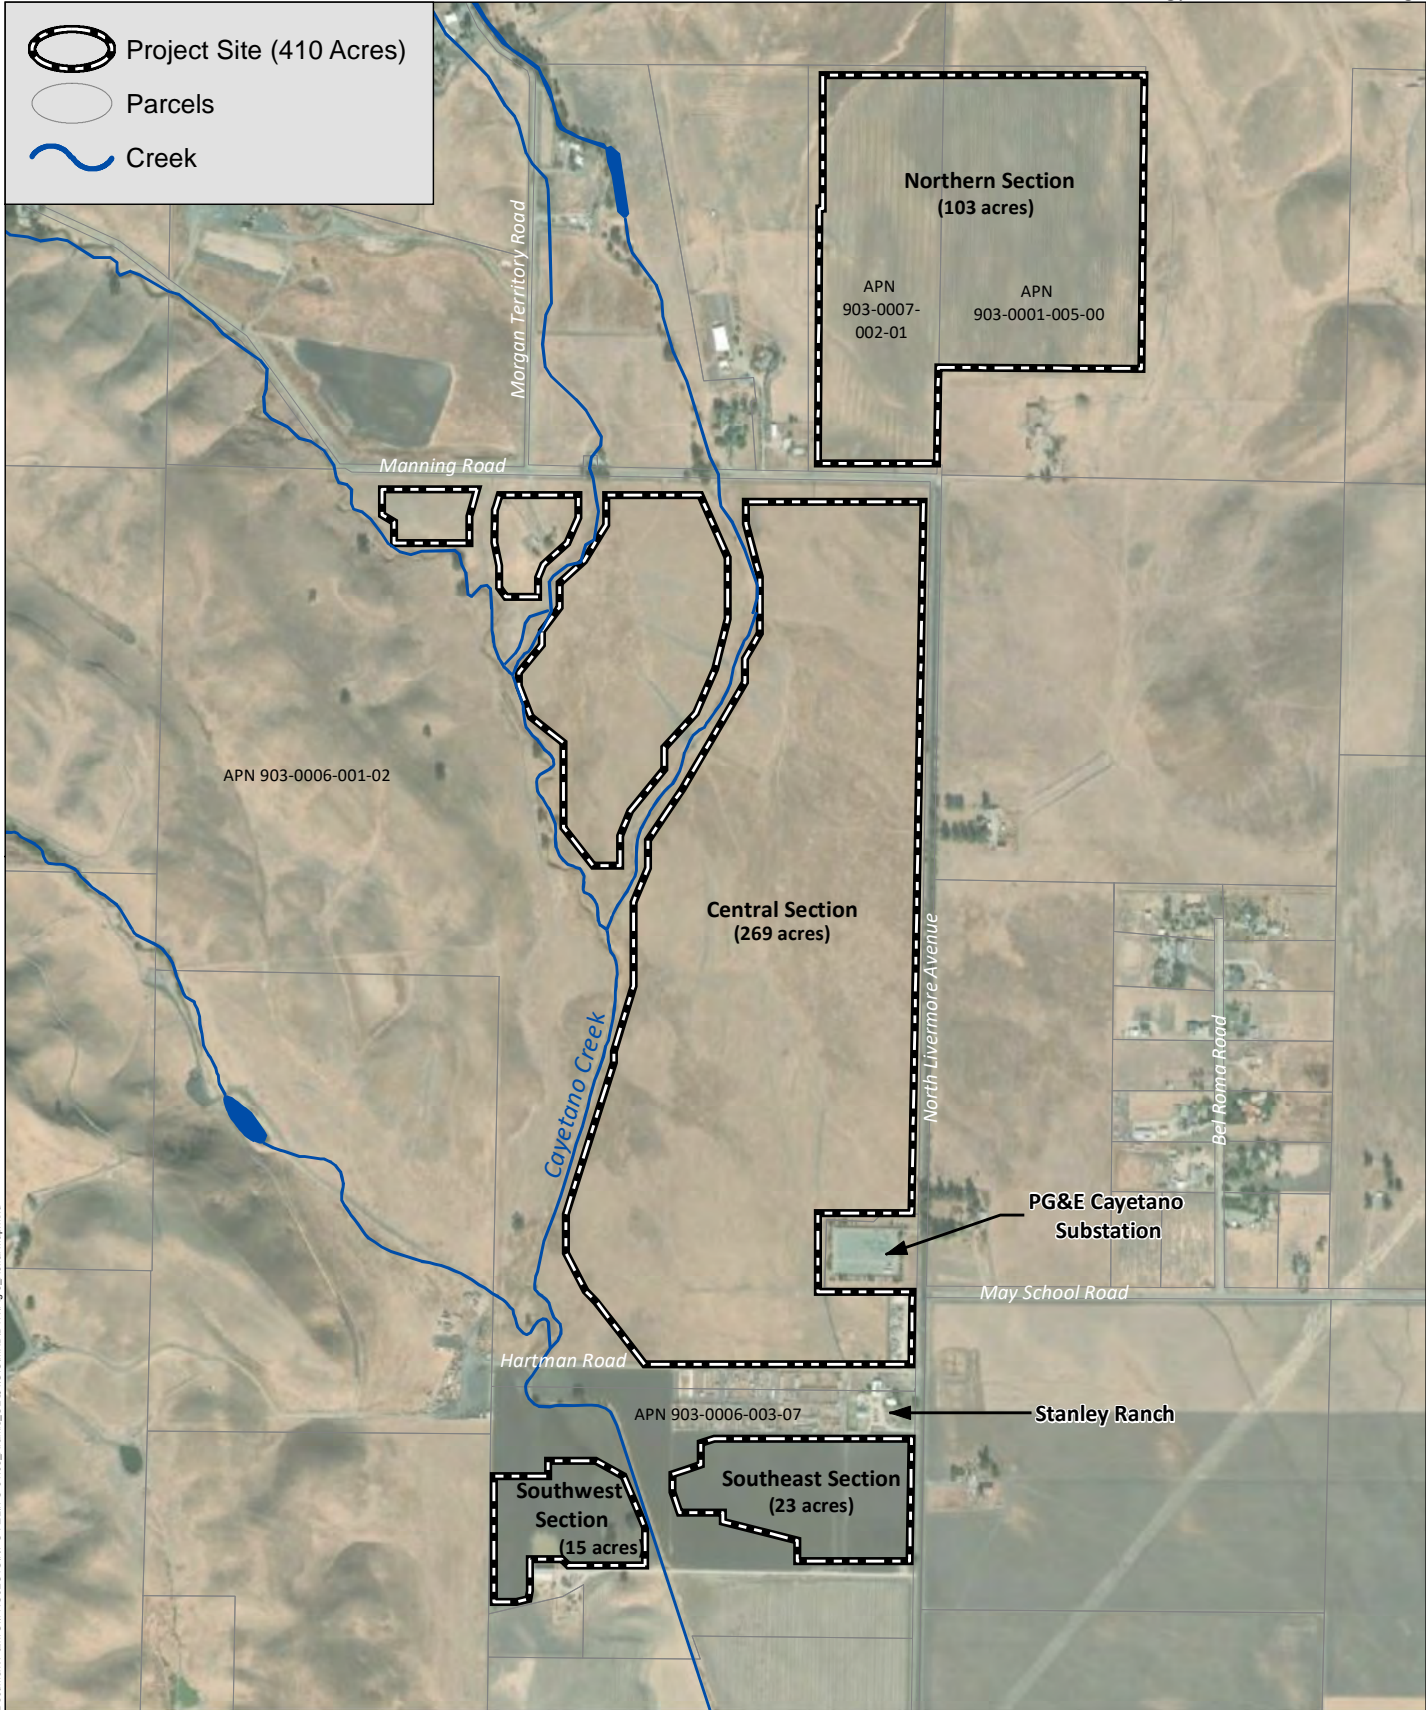 Project Site (410 Acres)
Parcels
Creek
Northern Section
(103 acres)
APN
903-0007-
002-01
APN
903-0001-005-00
Morgan Territory Road
Manning Road
APN 903-0006-001-02
Central Section
(269 acres)
North Livermore Avenue
Cayetano Creek
Bel Roma Road
PG&E Cayetano
Substation
May School Road
Hartman Road
APN 903-0006-003-07
Stanley Ranch
Southwest
Section
(15 acres)
Southeast Section
(23 acres)